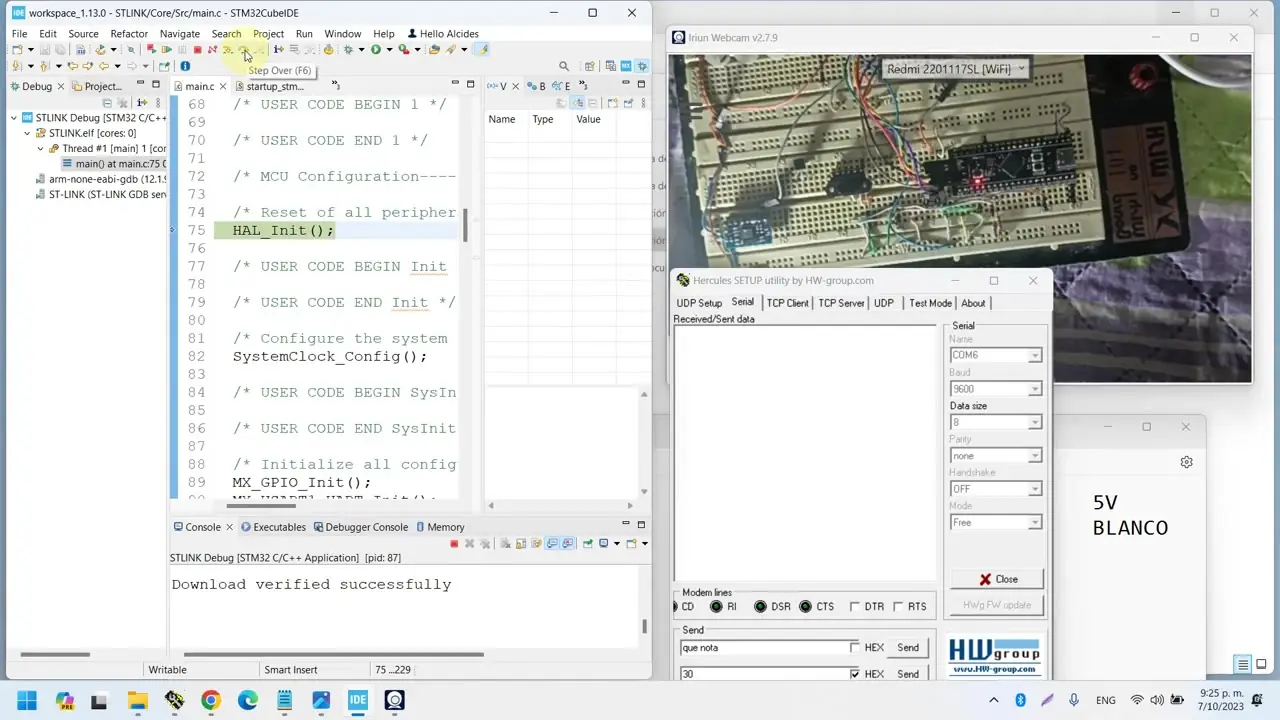 workspace_1.13.0 - STLINK/Core/Src/main.c - STM32CubeIDE
File Edit Source Refactor Navigate Search Project Run Window Help Hello Alcides
Step Over (F6)
Debug Project...
main.c startup_stm...
STLINK Debug [STM32 C/C++
STLINK.elf [cores: 0]
Thread #1 [main] 1 [cor
main() at main.c:75 0
arm-none-eabi-gdb (12.1.9
ST-LINK (ST-LINK GDB serv
68 /* USER CODE BEGIN 1 */
69
70 /* USER CODE END 1 */
71
72 /* MCU Configuration----
73
74 /* Reset of all peripher
75 HAL_Init();
76
77 /* USER CODE BEGIN Init
78
79 /* USER CODE END Init */
80
81 /* Configure the system
82 SystemClock_Config();
83
84 /* USER CODE BEGIN SysIn
85
86 /* USER CODE END SysInit
87
88 /* Initialize all config
89 MX_GPIO_Init();
MX_USART1_UART_Init();
V B E
Name Type Value
Console Executables Debugger Console Memory
STLINK Debug [STM32 C/C++ Application] [pid: 87]
Download verified successfully
Writable Smart Insert 75 ...229
Iriun Webcam v2.7.9
Redmi 2201117SL [WiFi]
Hercules SETUP utility by HW-group.com
UDP Setup Serial TCP Client TCP Server UDP Test Mode About
Received/Sent data
Serial
Name
COM6
Baud
9600
Data size
8
Parity
none
Handshake
OFF
Mode
Free
Close
HWg FW update
Modem lines
CD RI DSR CTS DTR RTS
Send
que nota HEX Send
30 HEX Send
HWgroup
www.HW-group.com
5V
BLANCO
ENG
9:25 p. m.
7/10/2023